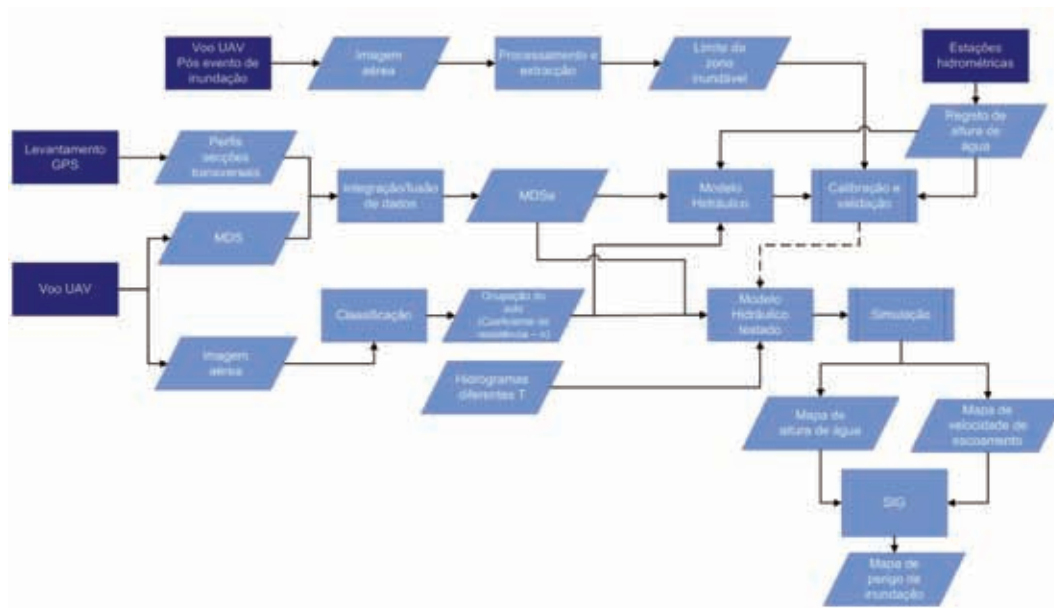 Voo UAV
Pós evento de
inundação
Imagem
aérea
Processamento e
extracção
Limite da
zona
inundável
Estações
hidrométricas
Registo de
altura de
água
Levantamento
GPS
Perfis
secções
transversais
Integração/fusão
de dados
MDSe
Modelo
Hidráulico
Calibração e
validação
MDS
Voo UAV
Classificação
Ocupação do
solo
(Coeficiente de
resistência – n)
Modelo
Hidráulico
testado
Simulação
Imagem
aérea
Hidrogramas
diferentes T
Mapa de
altura de água
Mapa de
velocidade de
escoamento
SIG
Mapa de
perigo de
inundação